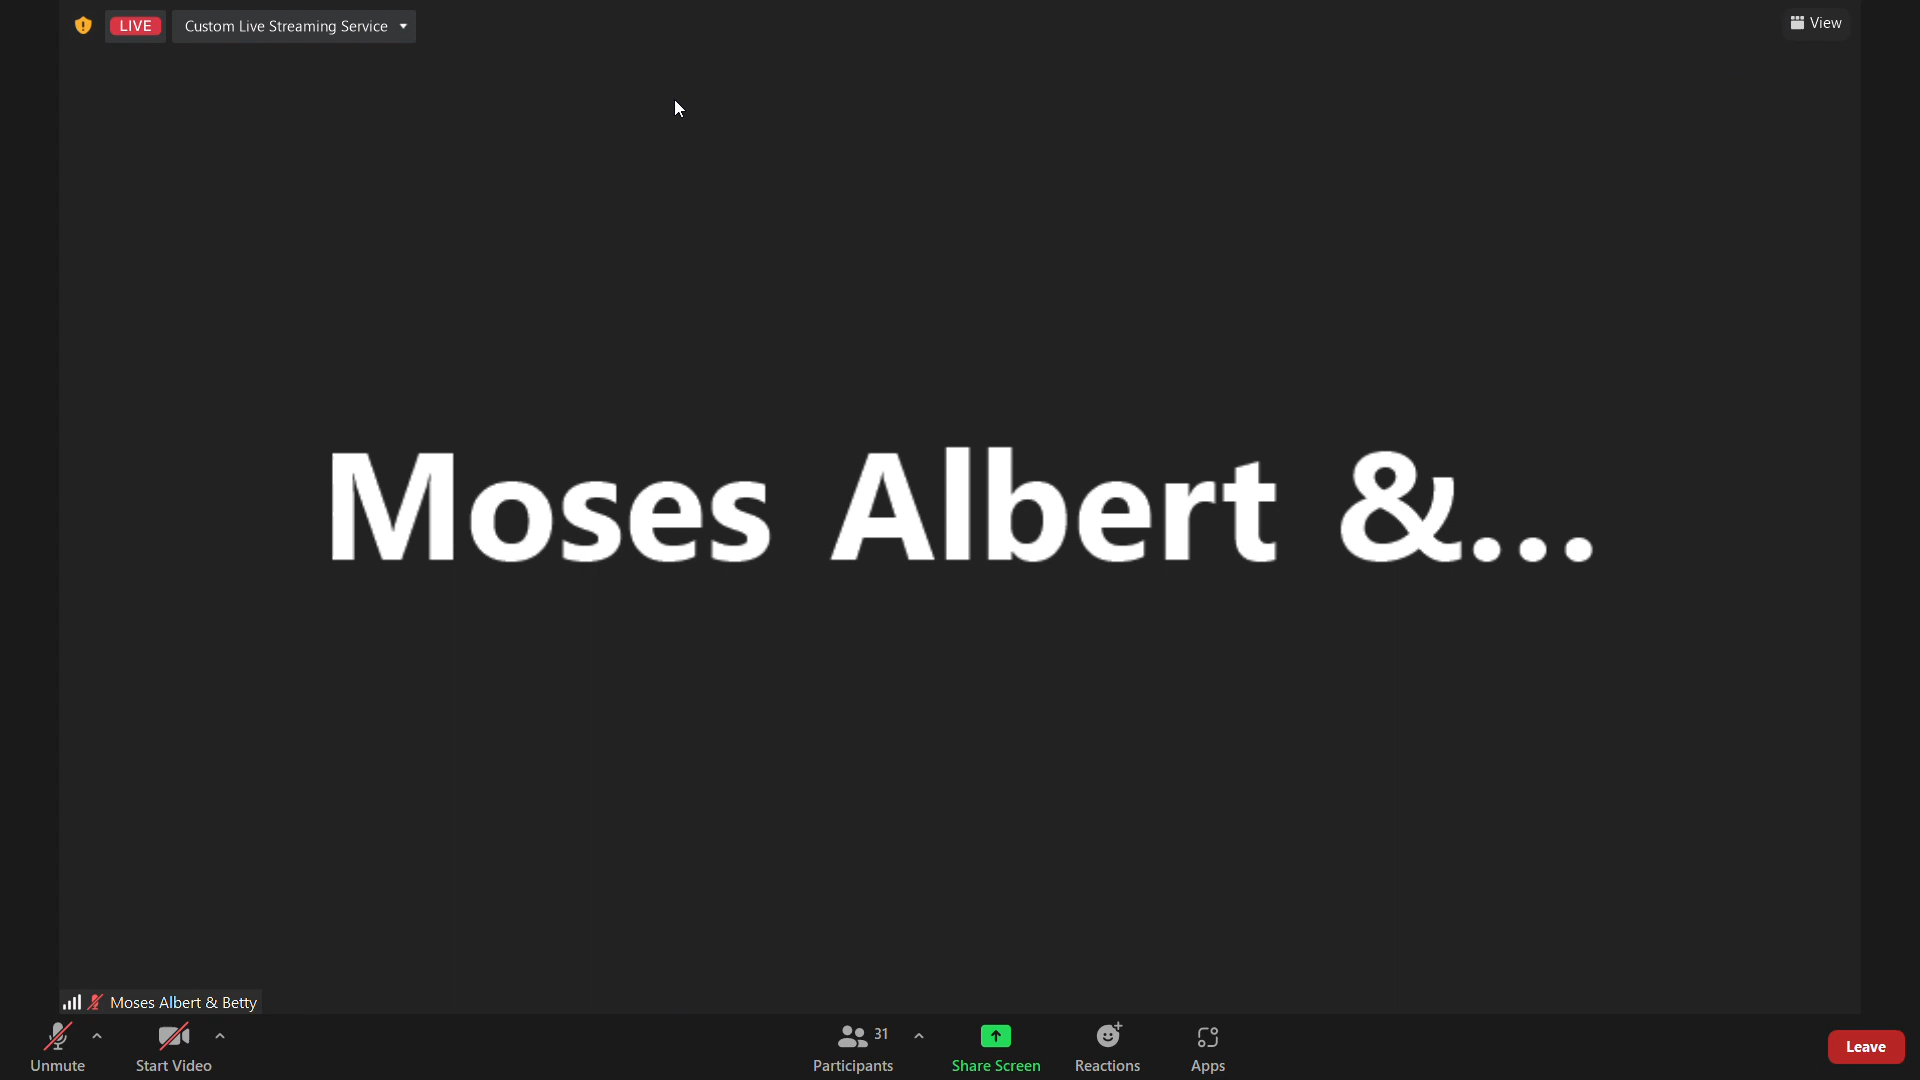 LIVE
Custom Live Streaming Service
View
Moses Albert &...
Moses Albert & Betty
Unmute
Start Video
31
Participants
Share Screen
Reactions
Apps
Leave